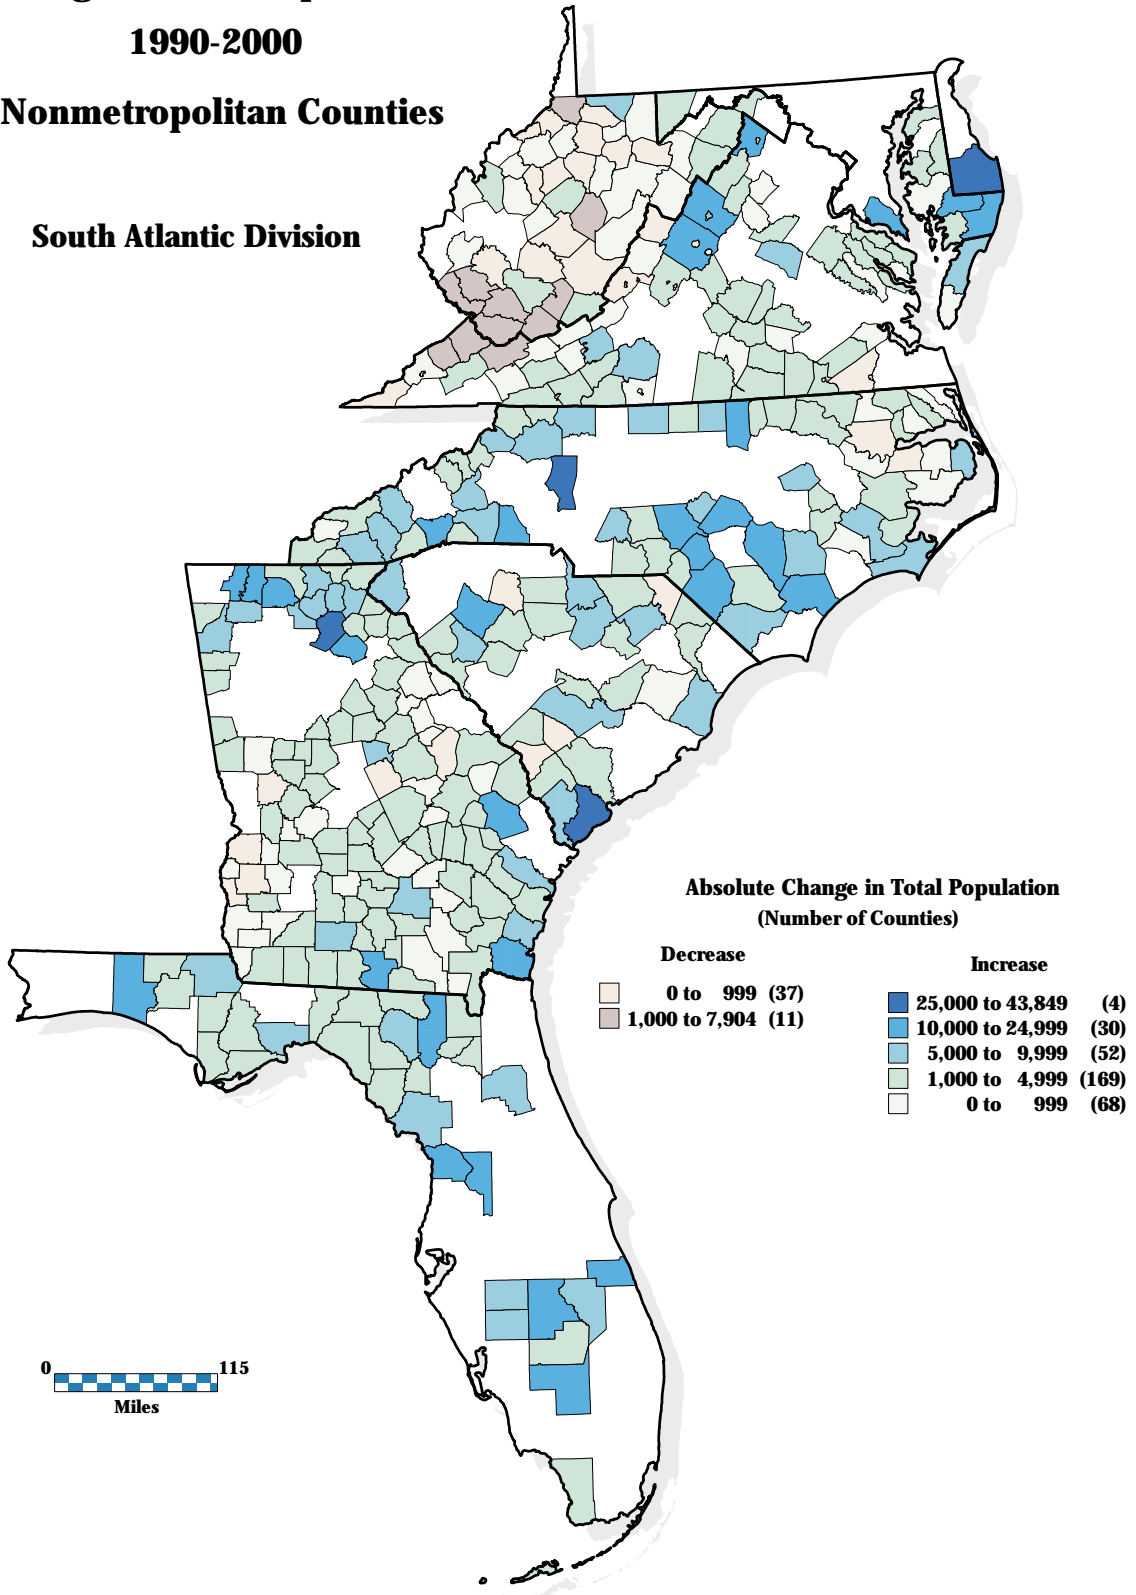 1990-2000
Nonmetropolitan Counties
South Atlantic Division
Absolute Change in Total Population
(Number of Counties)
Decrease
0 to 999 (37)
1,000 to 7,904 (11)
Increase
25,000 to 43,849 (4)
10,000 to 24,999 (30)
5,000 to 9,999 (52)
1,000 to 4,999 (169)
0 to 999 (68)
0 115
Miles